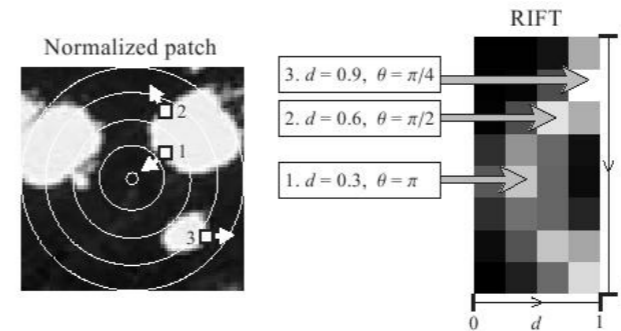 RIFT
Normalized patch
3. d = 0.9, θ = π/4
2. d = 0.6, θ = π/2
1. d = 0.3, θ = π
2
1
3
0 d 1